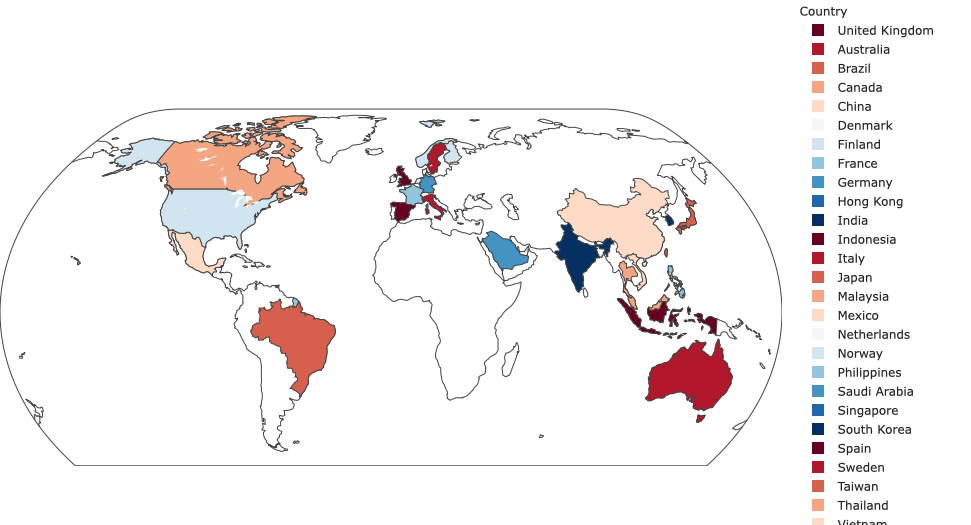 Country
United Kingdom
Australia
Brazil
Canada
China
Denmark
Finland
France
Germany
Hong Kong
India
Indonesia
Italy
Japan
Malaysia
Mexico
Netherlands
Norway
Philippines
Saudi Arabia
Singapore
South Korea
Spain
Sweden
Taiwan
Thailand
Vietnam